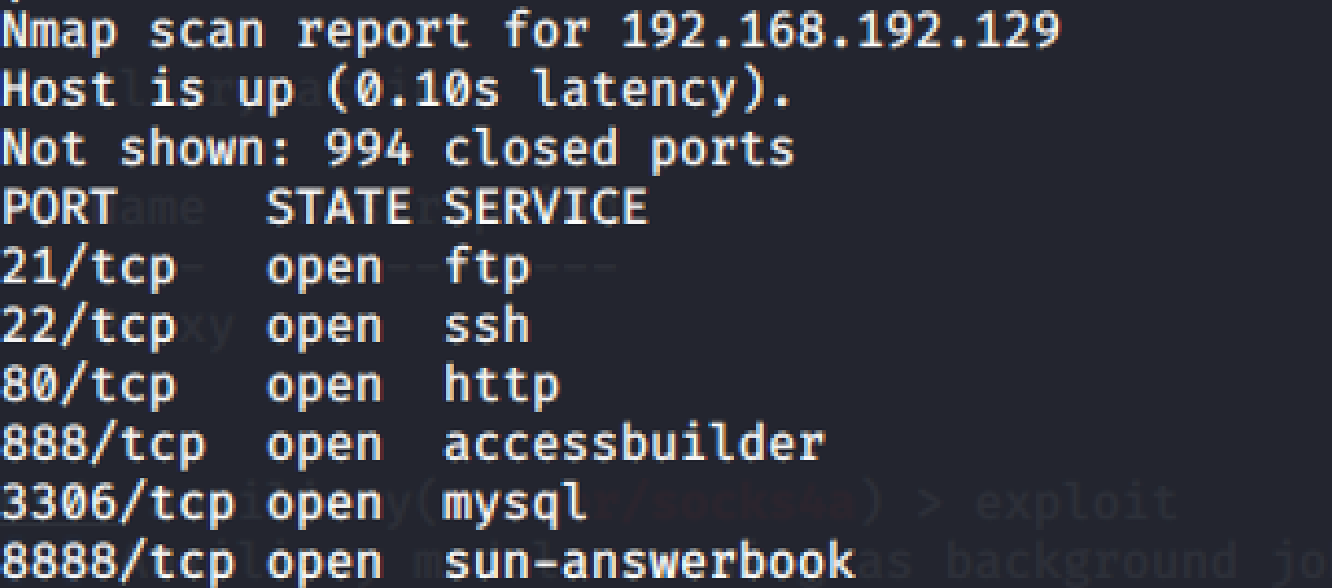 Nmap scan report for 192.168.192.129
Host is up (0.10s latency).
Not shown: 994 closed ports
PORT STATE SERVICE
21/tcp open ftp
22/tcp open ssh
80/tcp open http
888/tcp open accessbuilder
3306/tcp open mysql
8888/tcp open sun-answerbook